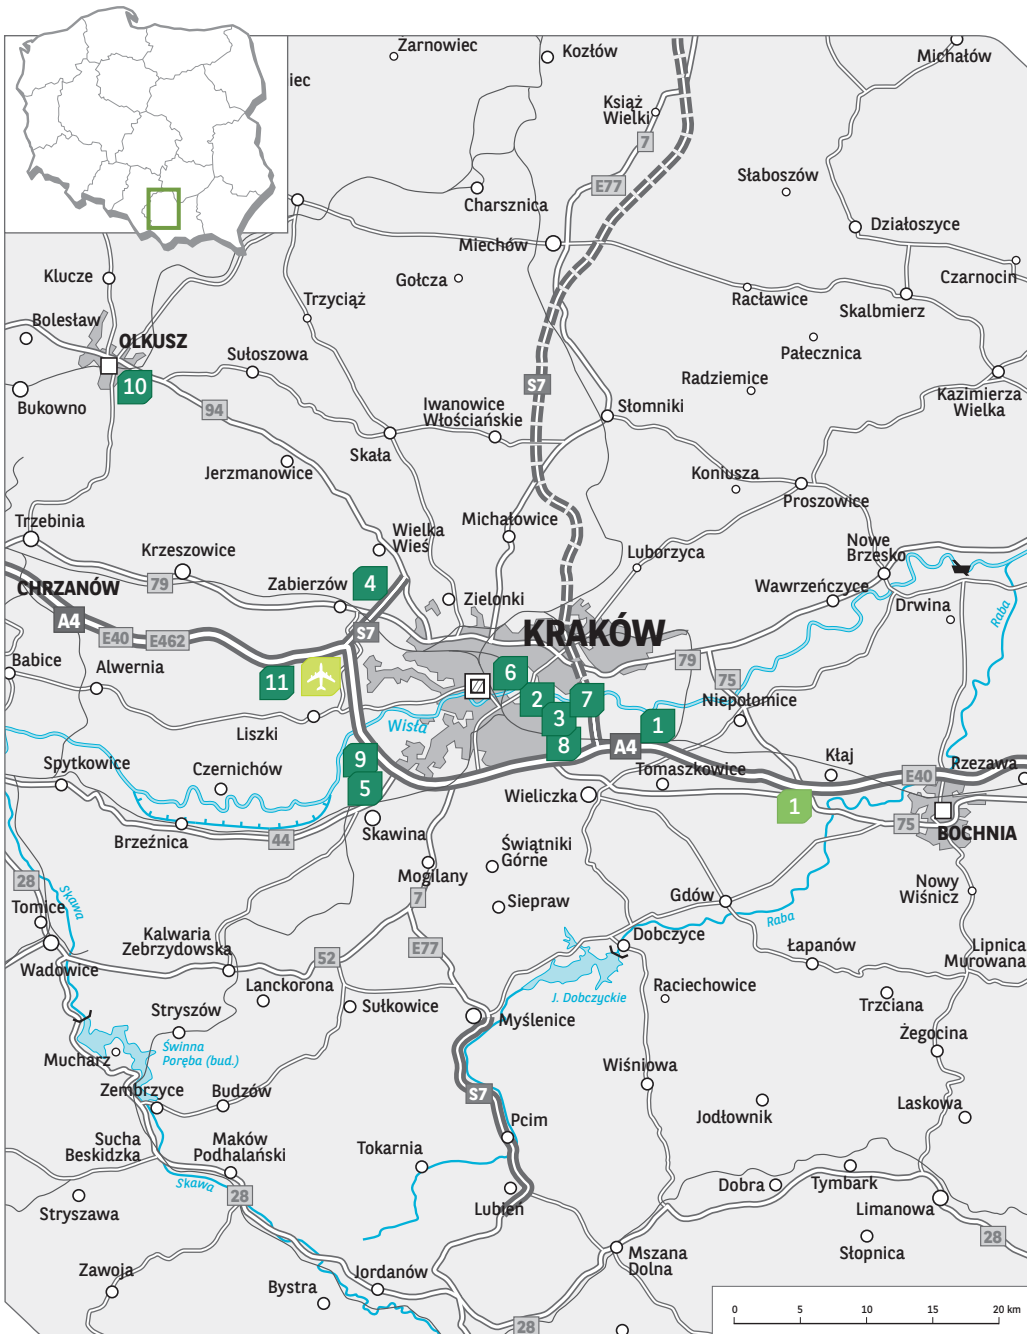 Żarnowiec
Kozłów
Michałów
iec
Książ
Wielki
7
Słaboszów
E77
Charsznica
Działoszyce
Miechów
Czarnocin
Klucze
Gołcza
Racławice
Skalbmierz
Trzyciąż
Bolesław
OLKUSZ
Sułoszowa
Pałecznica
10
S7
Radziemice
Kazimierza
Wielka
Bukowno
94
Iwanowice
Włościańskie
Słomniki
Skała
Jerzmanowice
Koniusza
Proszowice
Trzebinia
Wielka
Wieś
Michałowice
Krzeszowice
Luborzyca
Nowe
Brzesko
CHRZANÓW
79
Zabierzów
4
Zielonki
Wawrzeńczyce
Drwina
Raba
A4
E40
E462
S7
KRAKÓW
79
75
Babice
Alwernia
11
6
2
7
Niepołomice
3
1
Liszki
Wisła
8
A4
Spytkowice
Czernichów
9
5
Tomaszkowice
Kłaj
E40
Rzezawa
Wieliczka
1
Brzeźnica
44
Skawina
75
BOCHNIA
Świątniki
Górne
28
Skawa
Mogilany
Nowy
Wiśnicz
Tomice
7
Siepraw
Gdów
Raba
Kalwaria
Zebrzydowska
E77
Dobczyce
Łapanów
Lipnica
Murowana
Wadowice
52
Lanckorona
J. Dobczyckie
Raciechowice
Trzciana
Stryszów
Sułkowice
Myślenice
Żegocina
Mucharz
Świnna
Poręba (bud.)
Wiśniowa
Zembrzyce
Budzów
S7
Jodłownik
Laskowa
Pcim
Sucha
Beskidzka
Maków
Podhalański
Tokarnia
Skawa
28
Dobra
Tymbark
Stryszawa
Lubień
Limanowa
28
Mszana
Dolna
Słopnica
Zawoja
Bystra
Jordanów
28
0 5 10 15 20 km